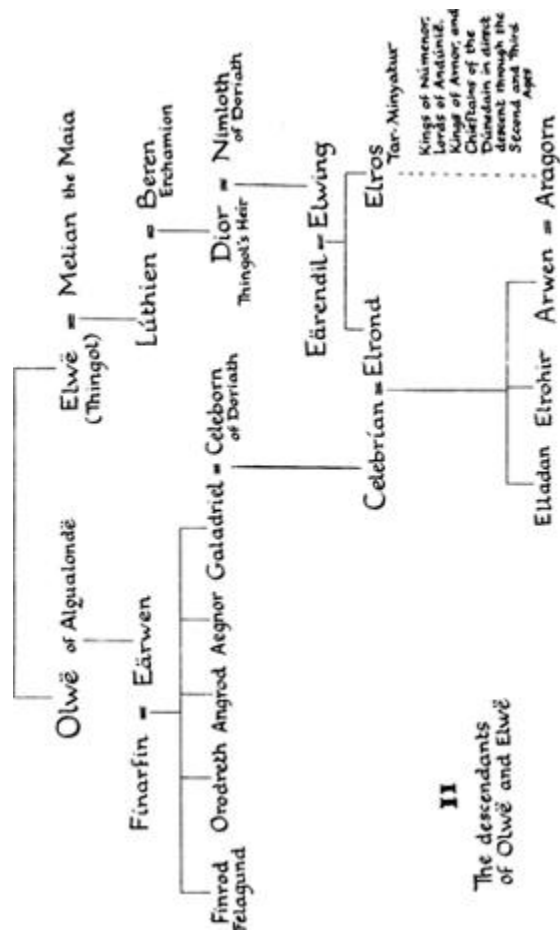 Olwë of Alqualondë
Elwë = Melian the Maia
(Thingol)
Finarfin = Eärwen
Lúthien = Beren
Erchamion
Finrod
Felagund
Orodreth Angrod Aegnor Galadriel = Celeborn
of Doriath
Dior = Nimloth
Thingol's Heir
of Doriath
Eärendil = Elwing
Celebrían = Elrond
Elros
Tar-Minyatur
Kings of Númenor,
Lords of Andúnië,
Kings of Arnor, and
Chieftains of the
Dúnedain in direct
descent through the
Second and Third
Ages
Elladan Elrohir Arwen = Aragorn
II
The descendants
of Olwë and Elwë